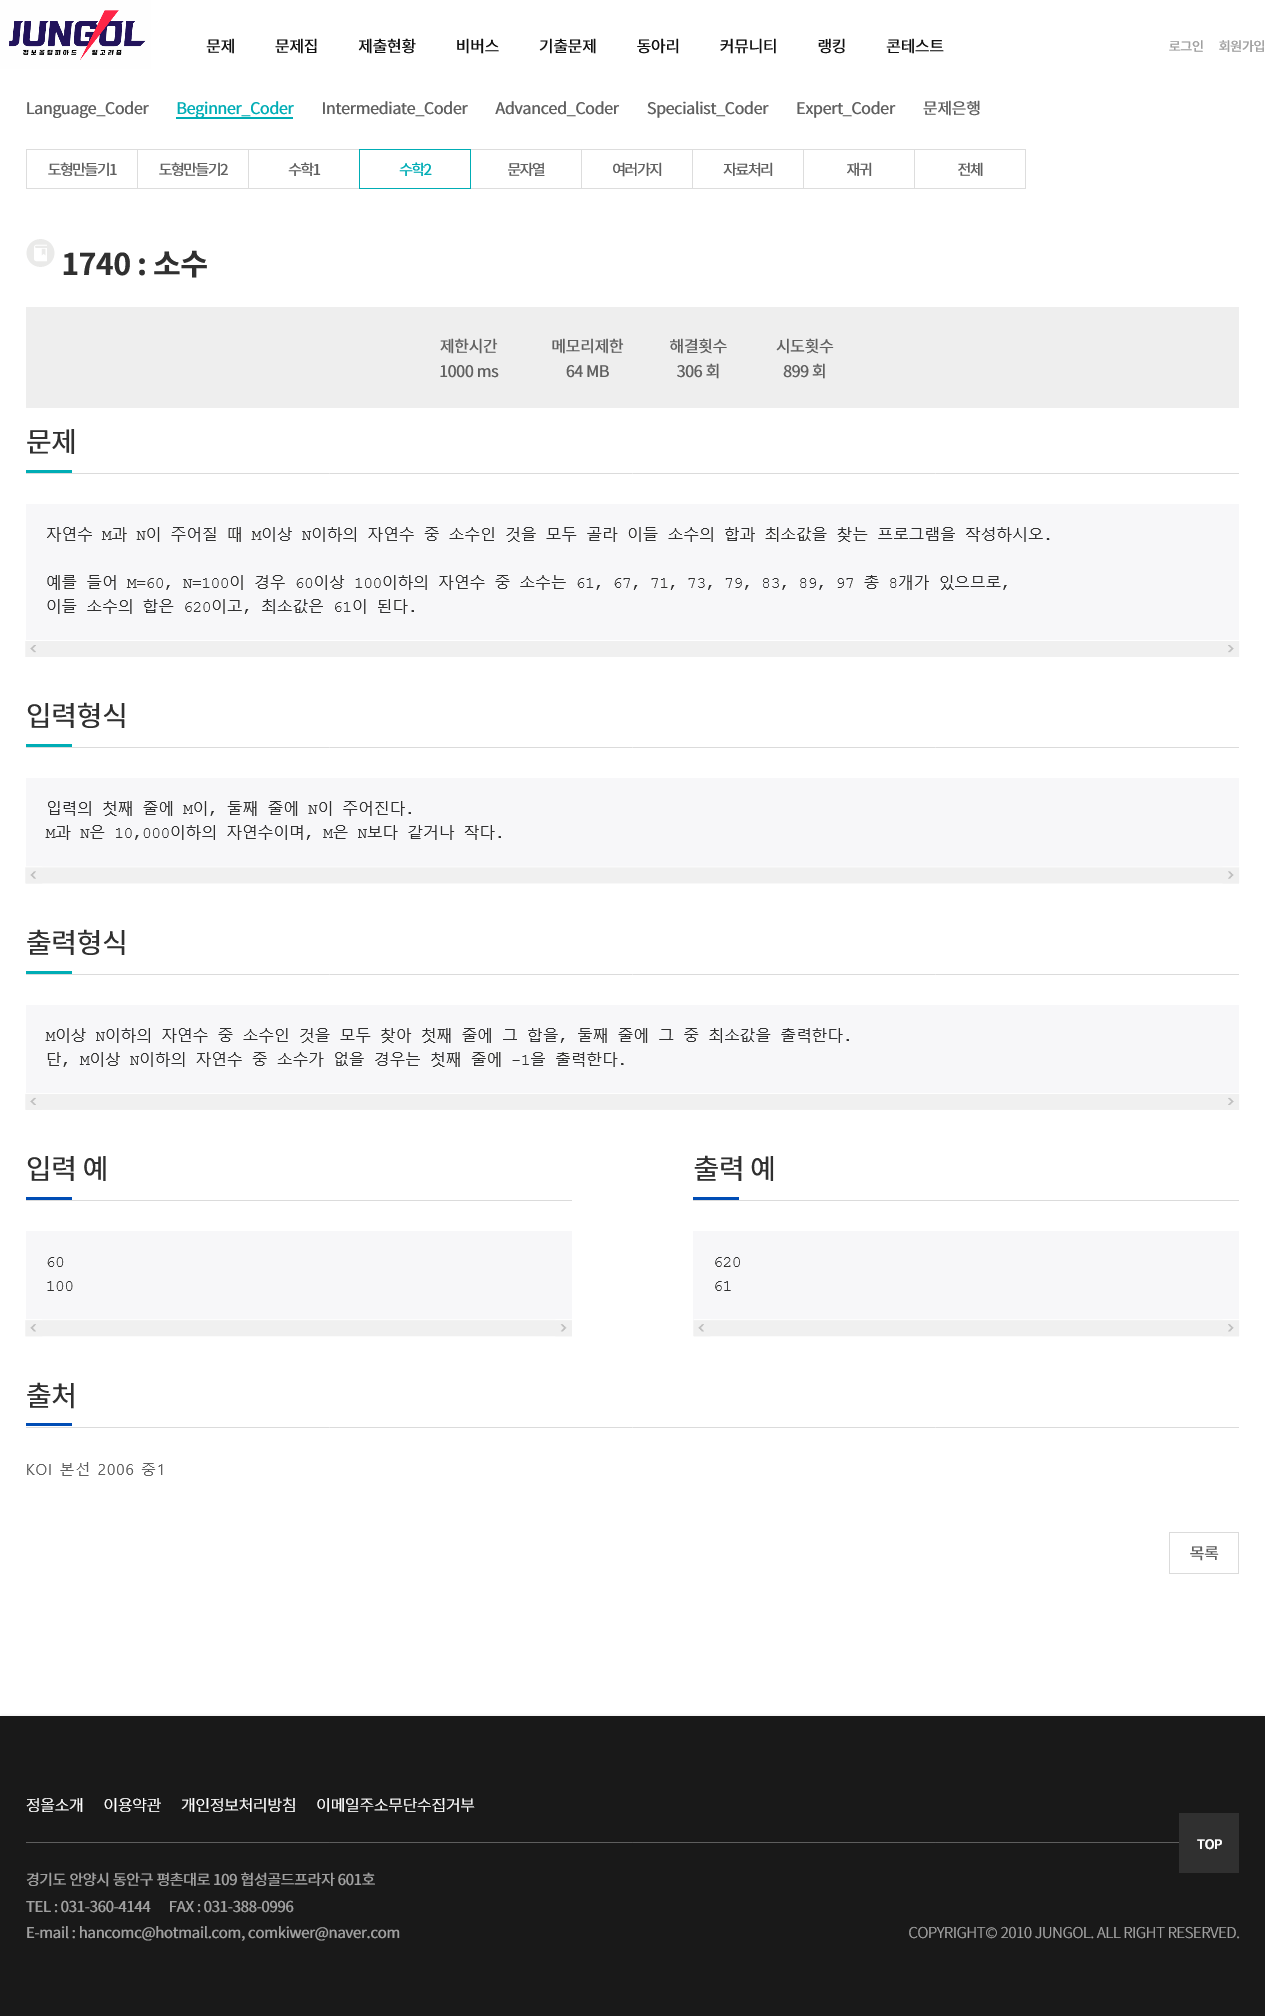 JUNGOL
정보올림피아드 알고리즘
문제 문제집 제출현황 비버스 기출문제 동아리 커뮤니티 랭킹 콘테스트 로그인 회원가입
Language_Coder Beginner_Coder Intermediate_Coder Advanced_Coder Specialist_Coder Expert_Coder 문제은행
도형만들기1 도형만들기2 수학1 수학2 문자열 여러가지 자료처리 재귀 전체
1740 : 소수
제한시간 메모리제한 해결횟수 시도횟수
1000 ms 64 MB 306 회 899 회
문제
자연수 M과 N이 주어질 때 M이상 N이하의 자연수 중 소수인 것을 모두 골라 이들 소수의 합과 최소값을 찾는 프로그램을 작성하시오.
예를 들어 M=60, N=100이 경우 60이상 100이하의 자연수 중 소수는 61, 67, 71, 73, 79, 83, 89, 97 총 8개가 있으므로,
이들 소수의 합은 620이고, 최소값은 61이 된다.
입력형식
입력의 첫째 줄에 M이, 둘째 줄에 N이 주어진다.
M과 N은 10,000이하의 자연수이며, M은 N보다 같거나 작다.
출력형식
M이상 N이하의 자연수 중 소수인 것을 모두 찾아 첫째 줄에 그 합을, 둘째 줄에 그 중 최소값을 출력한다.
단, M이상 N이하의 자연수 중 소수가 없을 경우는 첫째 줄에 -1을 출력한다.
입력 예
60
100
출력 예
620
61
출처
KOI 본선 2006 중1
목록
정올소개 이용약관 개인정보처리방침 이메일주소무단수집거부
TOP
경기도 안양시 동안구 평촌대로 109 협성골드프라자 601호
TEL : 031-360-4144 FAX : 031-388-0996
E-mail : hancomc@hotmail.com, comkiwer@naver.com
COPYRIGHT© 2010 JUNGOL. ALL RIGHT RESERVED.